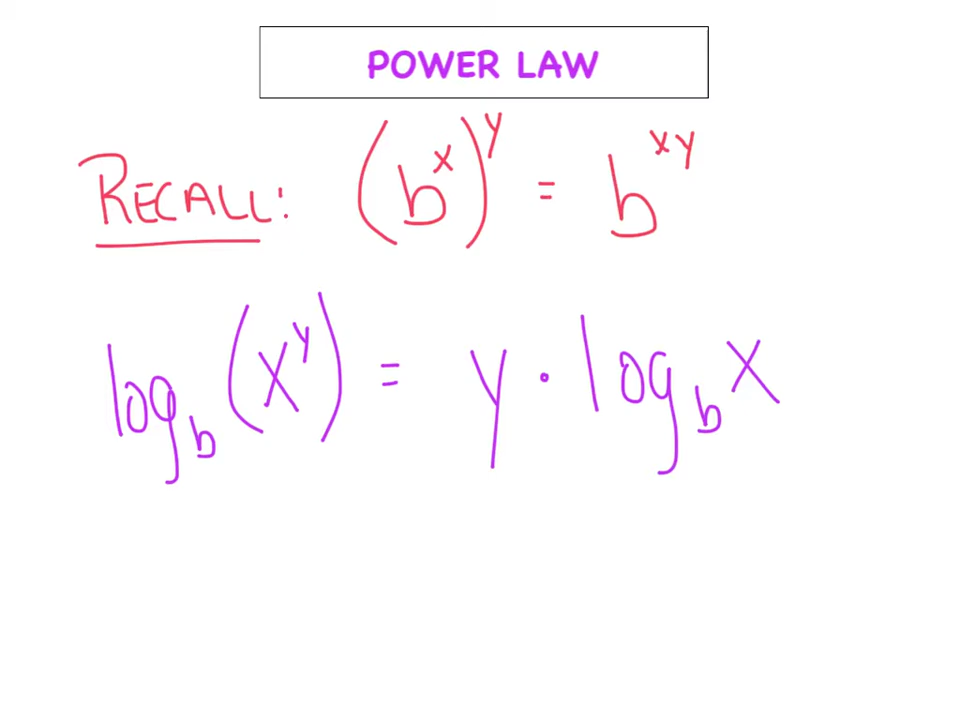 POWER LAW
RECALL: (b^x)^y = b^xy
log_b (x^y) = y · log_b x